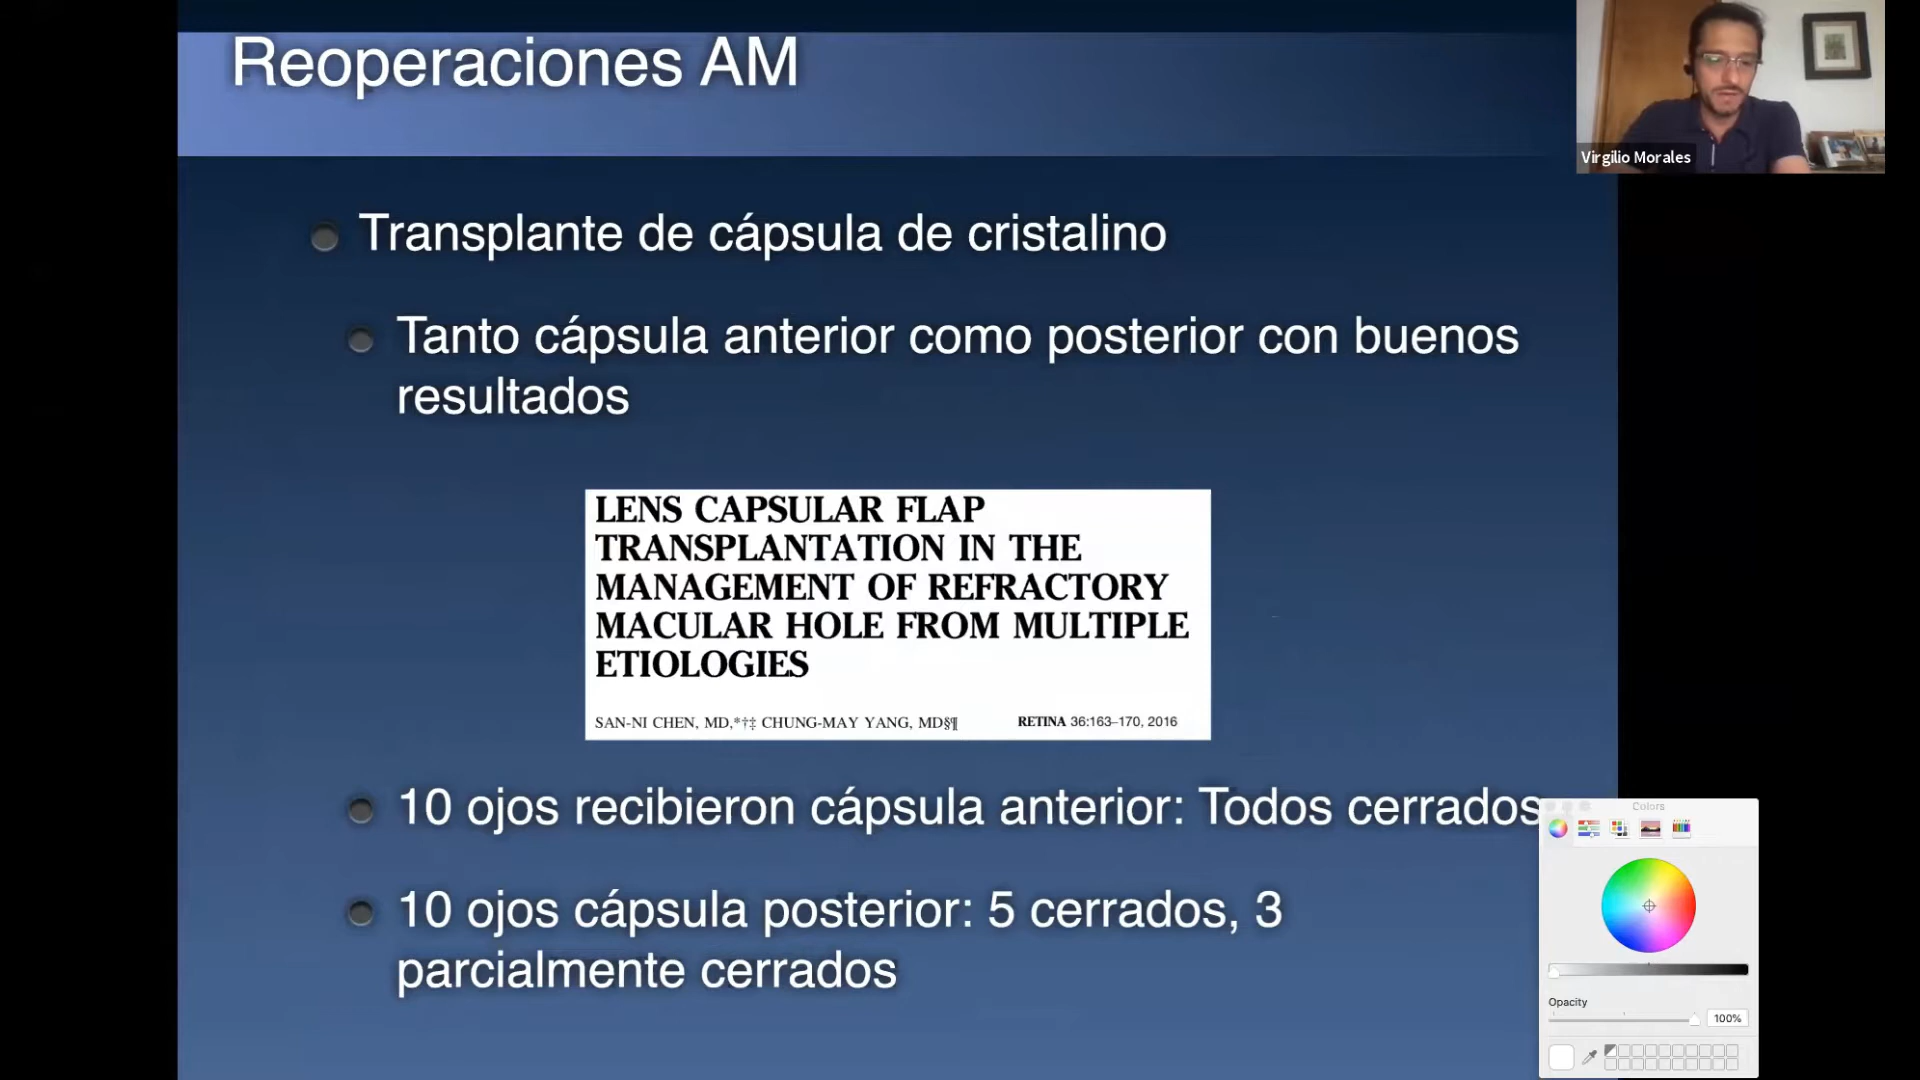 Reoperaciones AM
Virgilio Morales
Transplante de cápsula de cristalino
Tanto cápsula anterior como posterior con buenos
resultados
LENS CAPSULAR FLAP
TRANSPLANTATION IN THE
MANAGEMENT OF REFRACTORY
MACULAR HOLE FROM MULTIPLE
ETIOLOGIES
SAN-NI CHEN, MD,*†‡ CHUNG-MAY YANG, MD§¶ RETINA 36:163–170, 2016
10 ojos recibieron cápsula anterior: Todos cerrados
10 ojos cápsula posterior: 5 cerrados, 3
parcialmente cerrados
Colors
Opacity
100%